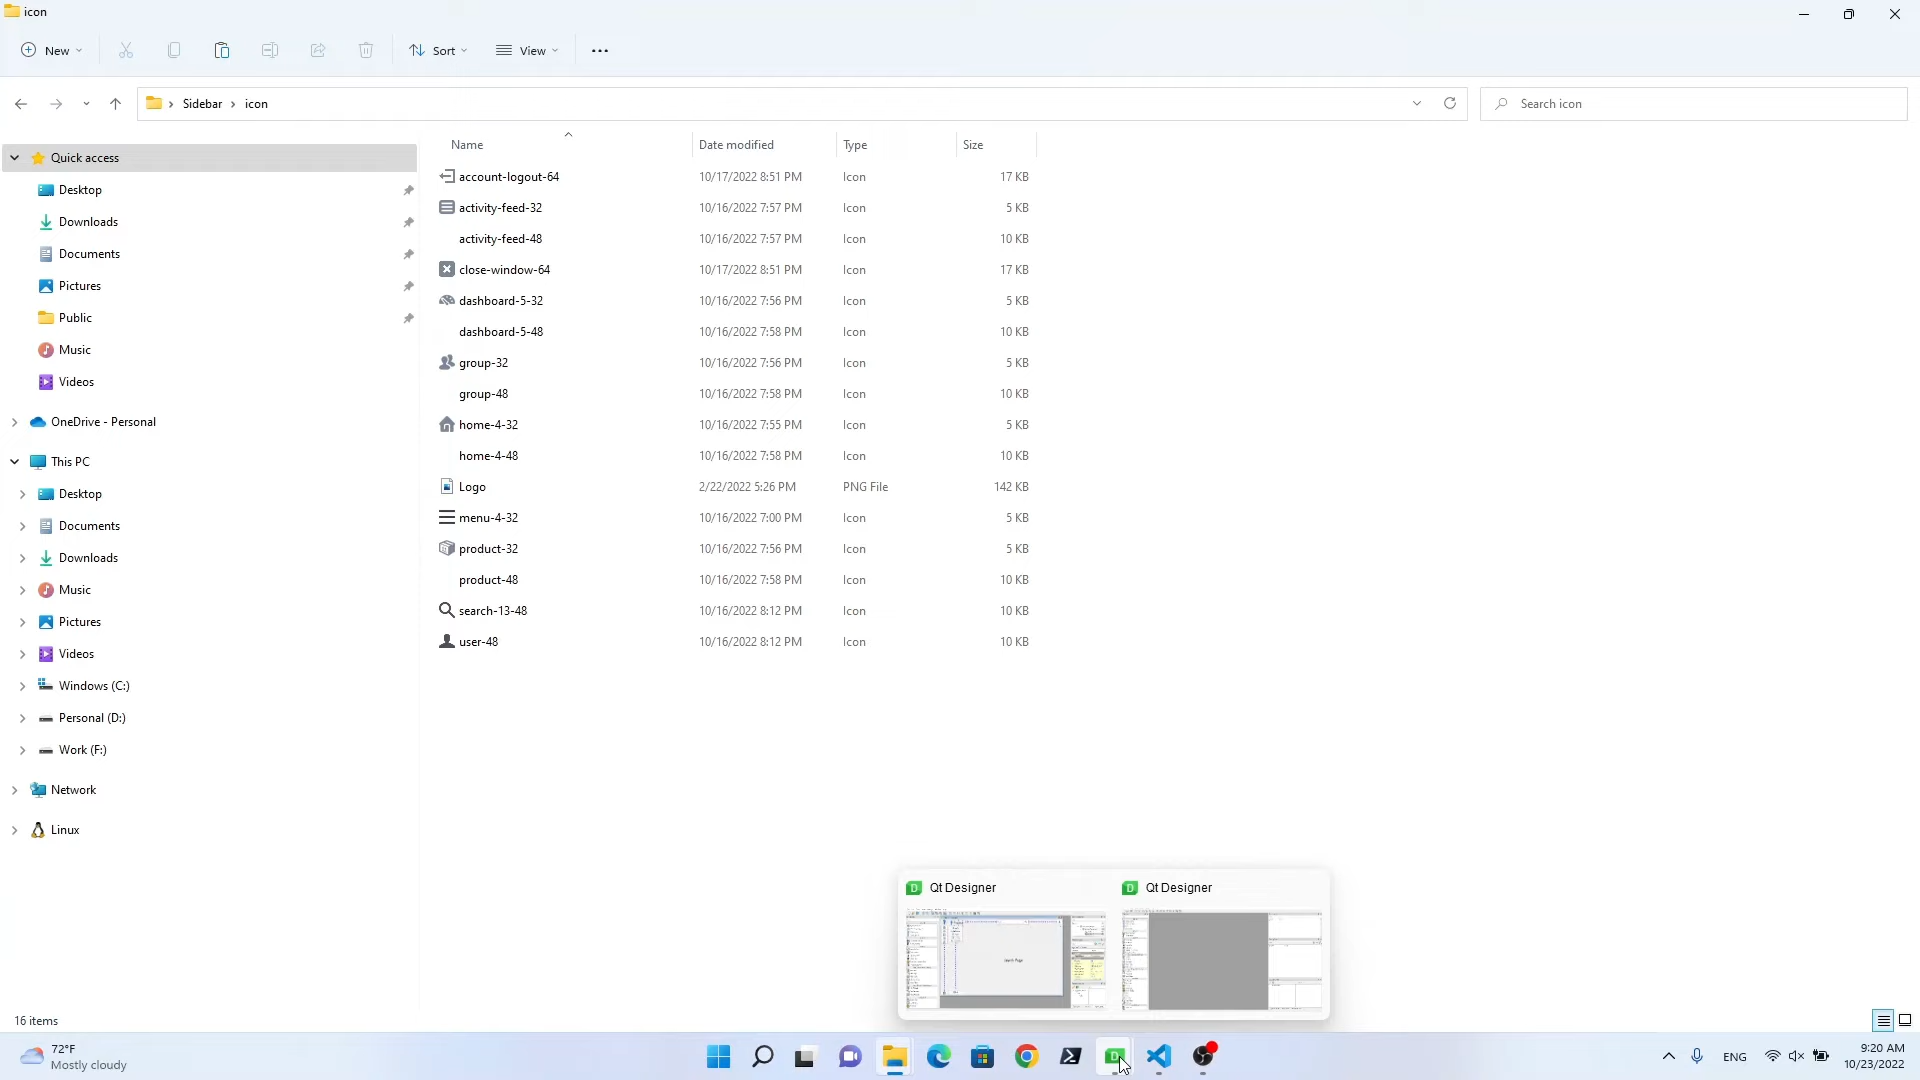 icon
New
Sort
View
Sidebar
icon
Search icon
Name
Date modified
Type
Size
Quick access
Desktop
Downloads
Documents
Pictures
Public
Music
Videos
OneDrive - Personal
This PC
Desktop
Documents
Downloads
Music
Pictures
Videos
Windows (C:)
Personal (D:)
Work (F:)
Network
Linux
account-logout-64 10/17/2022 8:51 PM Icon 17 KB
activity-feed-32 10/16/2022 7:57 PM Icon 5 KB
activity-feed-48 10/16/2022 7:57 PM Icon 10 KB
close-window-64 10/17/2022 8:51 PM Icon 17 KB
dashboard-5-32 10/16/2022 7:56 PM Icon 5 KB
dashboard-5-48 10/16/2022 7:58 PM Icon 10 KB
group-32 10/16/2022 7:56 PM Icon 5 KB
group-48 10/16/2022 7:58 PM Icon 10 KB
home-4-32 10/16/2022 7:55 PM Icon 5 KB
home-4-48 10/16/2022 7:58 PM Icon 10 KB
Logo 2/22/2022 5:26 PM PNG File 142 KB
menu-4-32 10/16/2022 7:00 PM Icon 5 KB
product-32 10/16/2022 7:56 PM Icon 5 KB
product-48 10/16/2022 7:58 PM Icon 10 KB
search-13-48 10/16/2022 8:12 PM Icon 10 KB
user-48 10/16/2022 8:12 PM Icon 10 KB
Qt Designer
Qt Designer
Search Page
16 items
72°F
Mostly cloudy
ENG
9:20 AM
10/23/2022